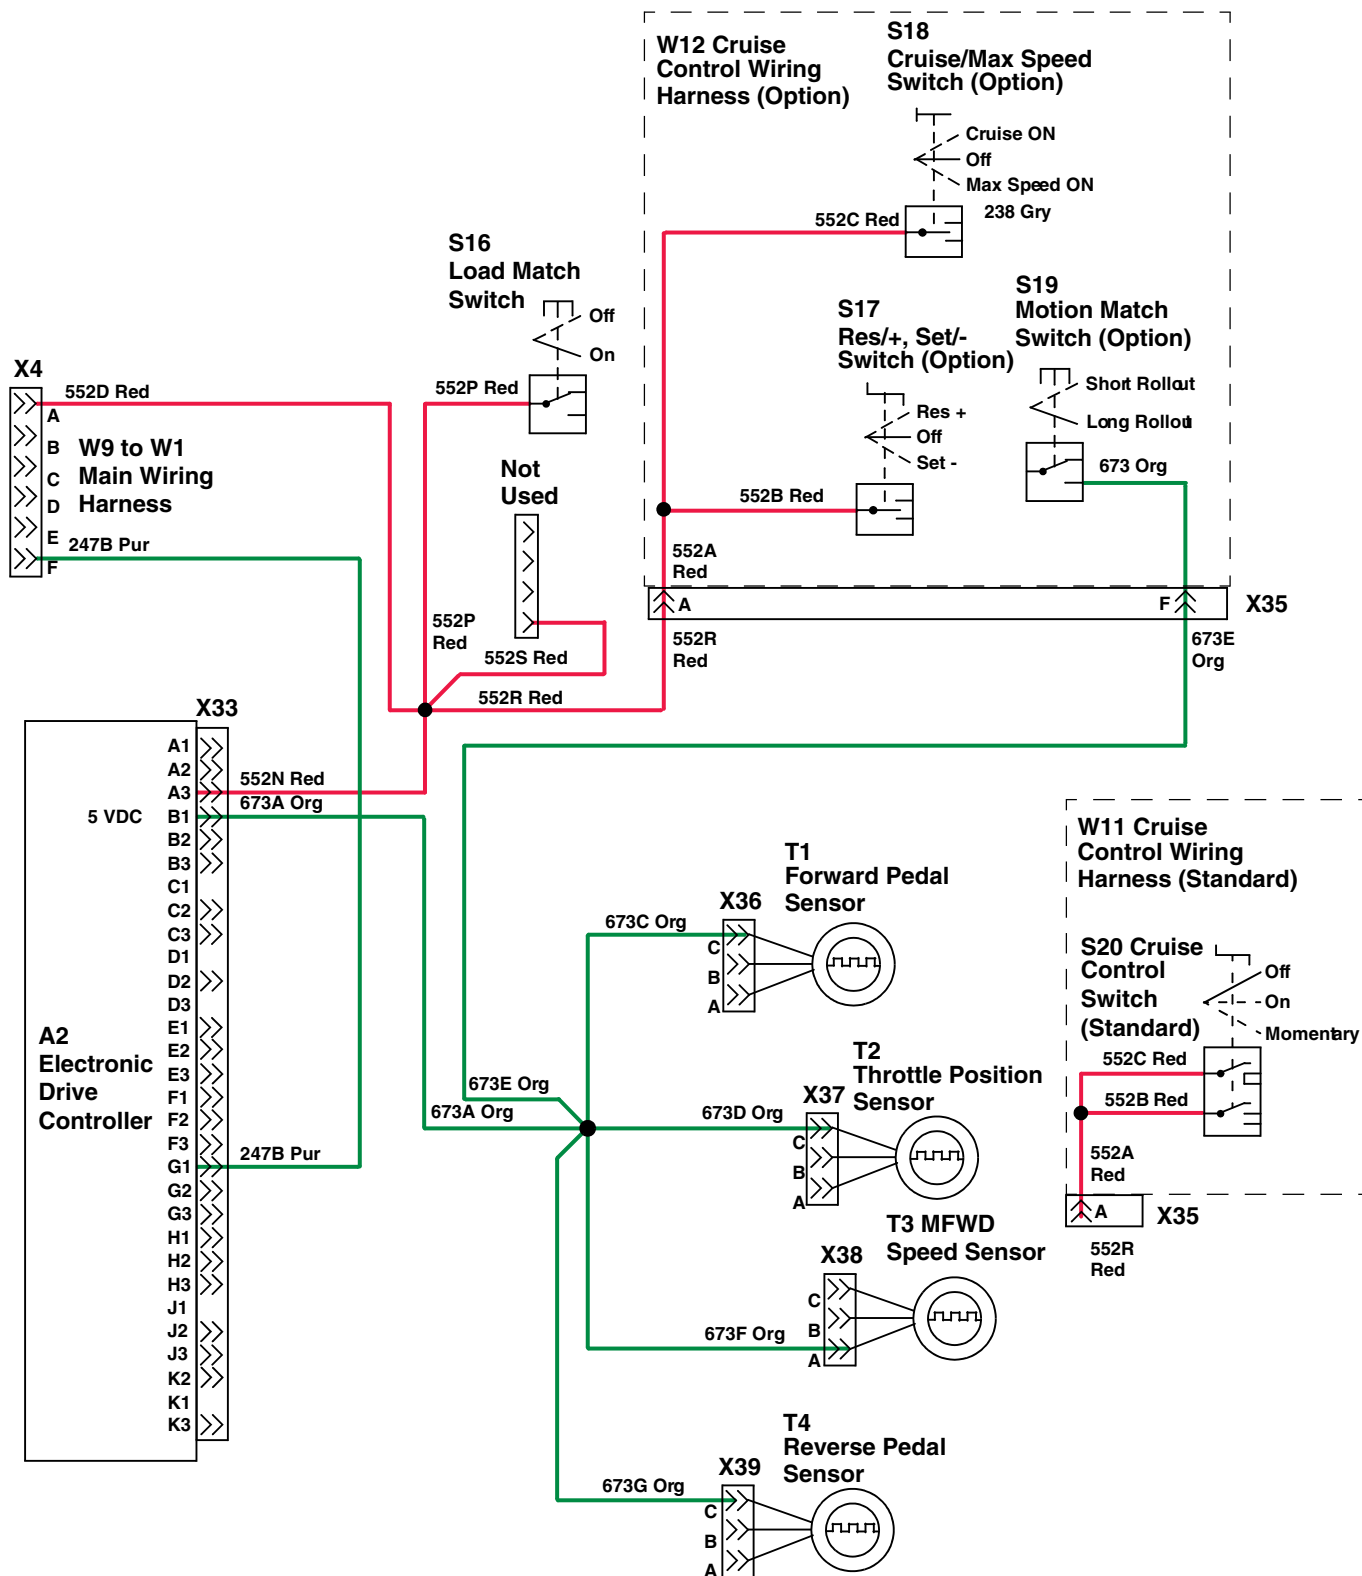 W12 Cruise
Control Wiring
Harness (Option)
S18
Cruise/Max Speed
Switch (Option)
Cruise ON
Off
Max Speed ON
238 Gry
552C Red
S16
Load Match
Switch
Off
On
552P Red
S17
Res/+, Set/-
Switch (Option)
Res +
Off
Set -
552B Red
S19
Motion Match
Switch (Option)
Short Rollout
Long Rollout
673 Org
X4
552D Red
A
B
C
D
E
F
W9 to W1
Main Wiring
Harness
247B Pur
Not
Used
552A
Red
A
F
X35
552P
Red
552S Red
552R Red
552R
Red
673E
Org
X33
A1
A2
A3
B1
B2
B3
C1
C2
C3
D1
D2
D3
E1
E2
E3
F1
F2
F3
G1
G2
G3
H1
H2
H3
J1
J2
J3
K2
K1
K3
552N Red
673A Org
5 VDC
A2
Electronic
Drive
Controller
247B Pur
T1
Forward Pedal
Sensor
X36
673C Org
C
B
A
673E Org
673A Org
T2
Throttle Position
Sensor
X37
673D Org
C
B
A
T3 MFWD
Speed Sensor
X38
673F Org
C
B
A
T4
Reverse Pedal
Sensor
X39
673G Org
C
B
A
W11 Cruise
Control Wiring
Harness (Standard)
S20 Cruise
Control
Switch
(Standard)
Off
On
Momentary
552C Red
552B Red
552A
Red
A
X35
552R
Red